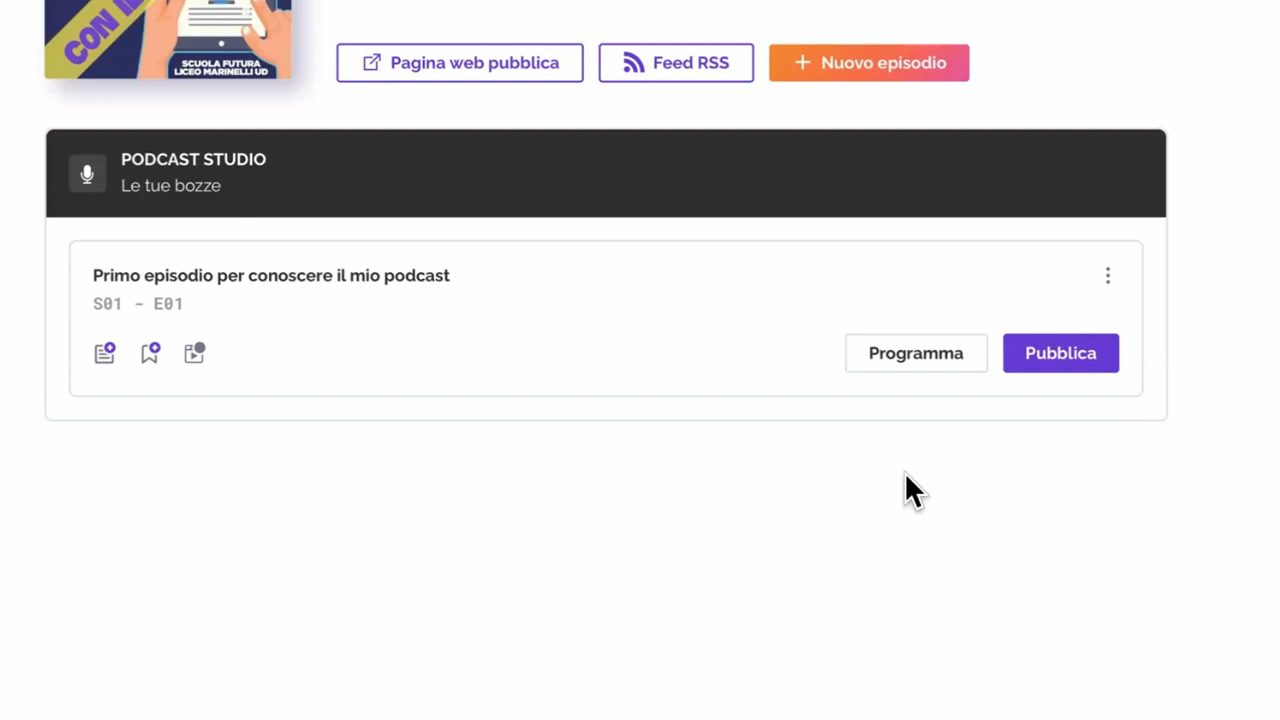 CON
SCUOLA FUTURA
LICEO MARINELLI UD
Pagina web pubblica
Feed RSS
Nuovo episodio
PODCAST STUDIO
Le tue bozze
Primo episodio per conoscere il mio podcast
S01 - E01
Programma
Pubblica